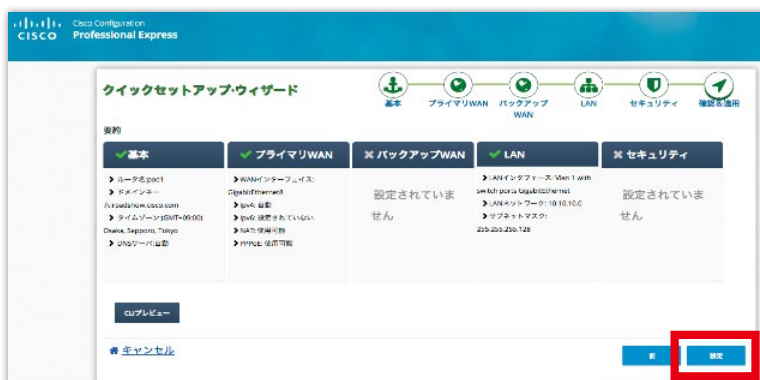 Cisco Configuration
CISCO Professional Express
クイックセットアップ・ウィザード
基本
プライマリWAN
バックアップ
WAN
LAN
セキュリティ
確認&適用
要約
基本
ルータ名:poc1
ドメインネー
ム:roadshow.cisco.com
タイムゾーン:(GMT+09:00)
Osaka, Sapporo, Tokyo
DNSサーバ:自動
プライマリWAN
WANインターフェイス:
GigabitEthernet8
Ipv4: 自動
Ipv6: 設定されていない
NAT: 使用可能
PPPOE: 使用可能
バックアップWAN
設定されていま
せん
LAN
LANインタフェース: Vlan 1 with
switch ports GigabitEthernet
LANネットワーク: 10.10.10.0
サブネットマスク:
255.255.255.128
セキュリティ
設定されていま
せん
CLIプレビュー
キャンセル
前
設定